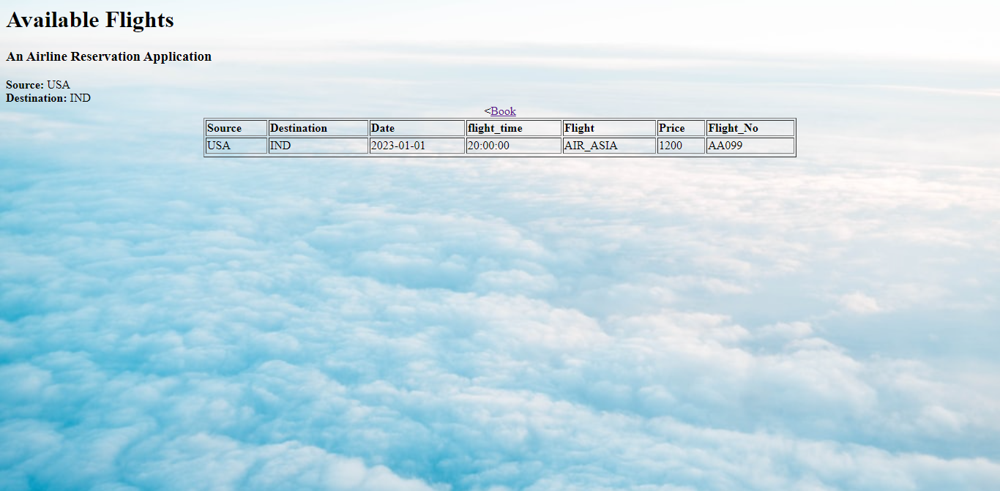 Available Flights
An Airline Reservation Application
Source: USA
Destination: IND
<Book
Source Destination Date flight_time Flight Price Flight_No
USA IND 2023-01-01 20:00:00 AIR_ASIA 1200 AA099